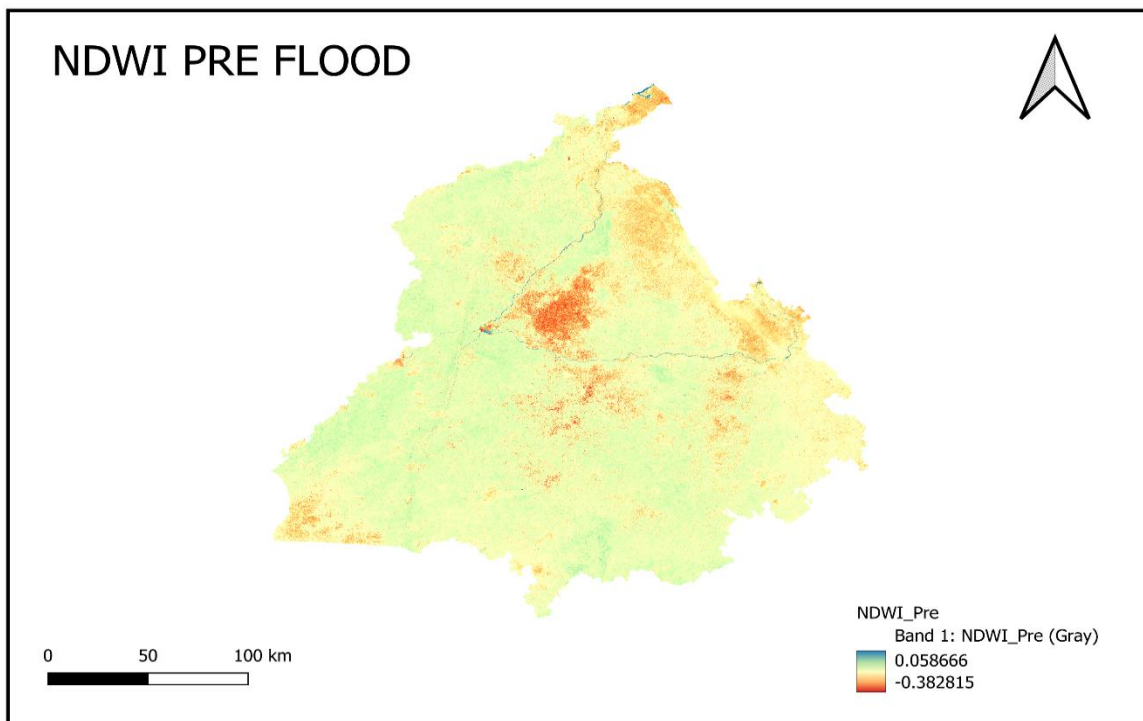 NDWI PRE FLOOD
0 50 100 km
NDWI_Pre
Band 1: NDWI_Pre (Gray)
0.058666
-0.382815